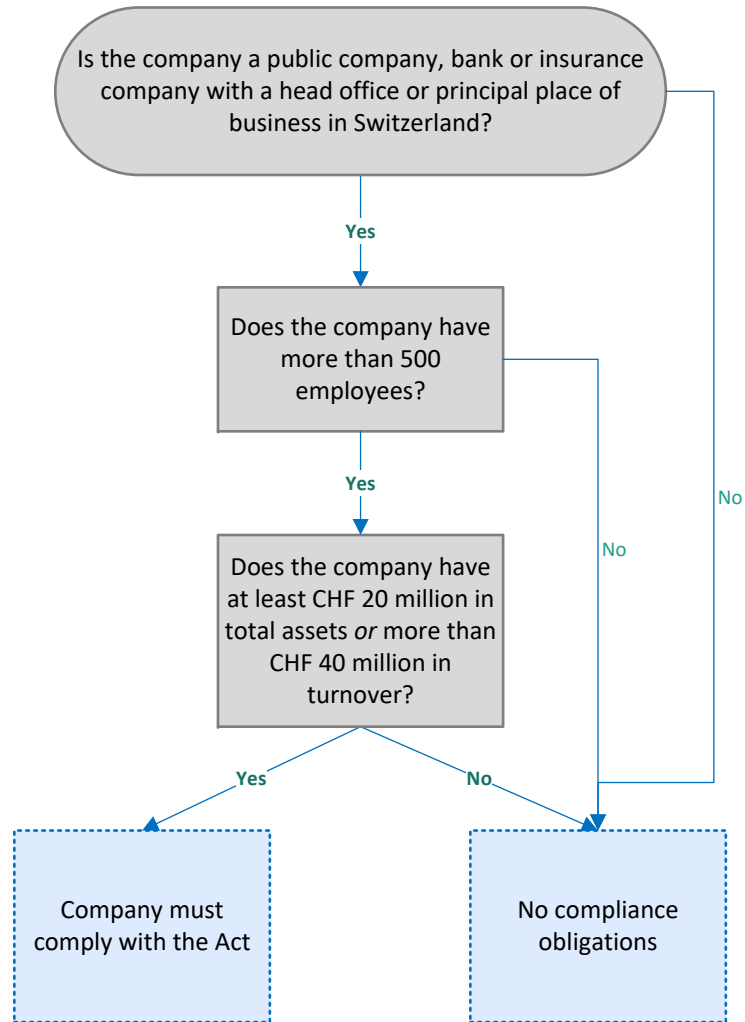 Is the company a public company, bank or insurance
company with a head office or principal place of
business in Switzerland?
Yes
Does the company have
more than 500
employees?
Yes
No
No
Does the company have
at least CHF 20 million in
total assets or more than
CHF 40 million in
turnover?
Yes
No
Company must
comply with the Act
No compliance
obligations